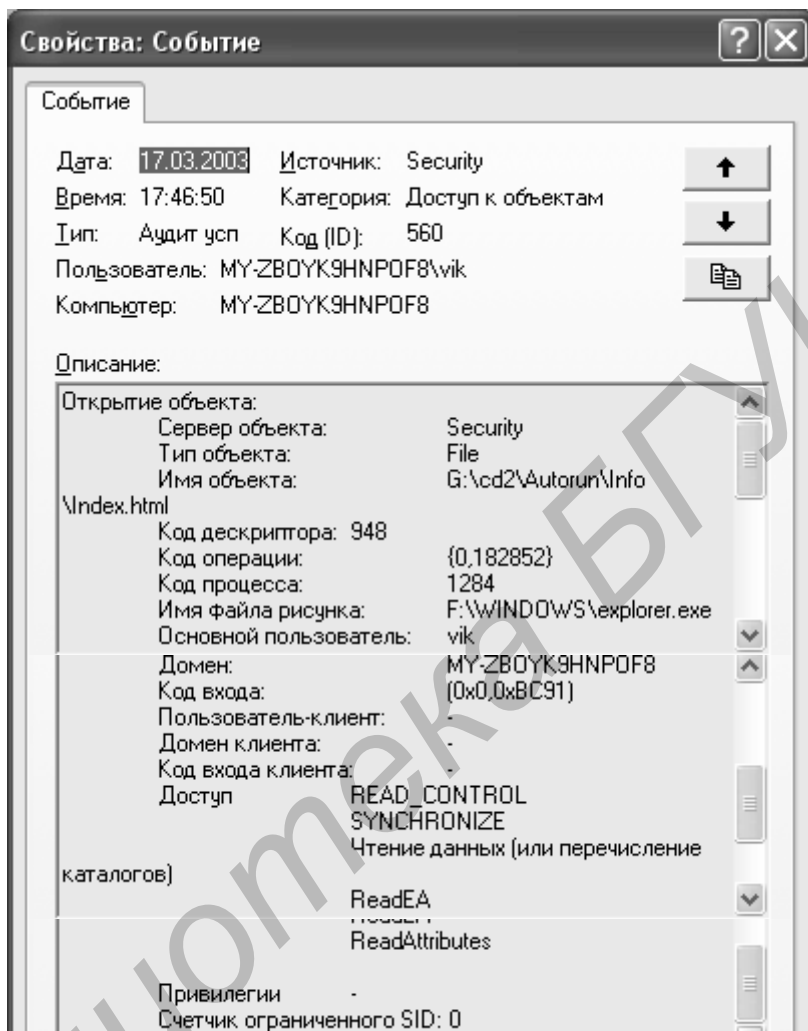 Свойства: Событие
Событие
Дата: 17.03.2003 Источник: Security
Время: 17:46:50 Категория: Доступ к объектам
Тип: Аудит усп Код (ID): 560
Пользователь: MY-ZBOYK9HNPOF8\vik
Компьютер: MY-ZBOYK9HNPOF8
Описание:
Открытие объекта:
Сервер объекта: Security
Тип объекта: File
Имя объекта: G:\cd2\Autorun\Info
\Index.html
Код дескриптора: 948
Код операции: {0,182852}
Код процесса: 1284
Имя файла рисунка: F:\WINDOWS\explorer.exe
Основной пользователь: vik
Домен: MY-ZBOYK9HNPOF8
Код входа: (0x0,0xBC91)
Пользователь-клиент: -
Домен клиента: -
Код входа клиента: -
Доступ READ_CONTROL
SYNCHRONIZE
Чтение данных (или перечисление
каталогов)
ReadEA
ReadAttributes
Привилегии -
Счетчик ограниченного SID: 0